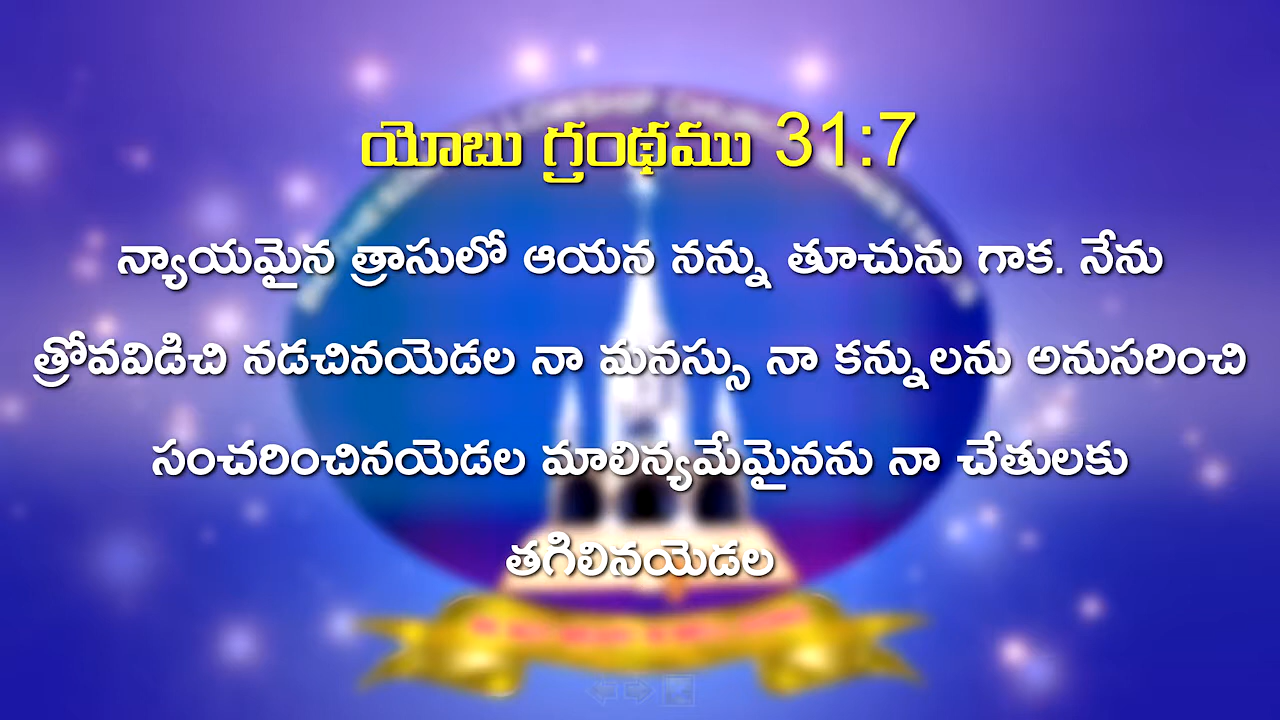 యోబు గ్రంథము 31:7
న్యాయమైన త్రాసులో ఆయన నన్ను తూచును గాక. నేను
త్రోవవిడిచి నడచినయెడల నా మనస్సు నా కన్నులను అనుసరించి
సంచరించినయెడల మాలిన్యమేమైనను నా చేతులకు
తగిలినయెడల